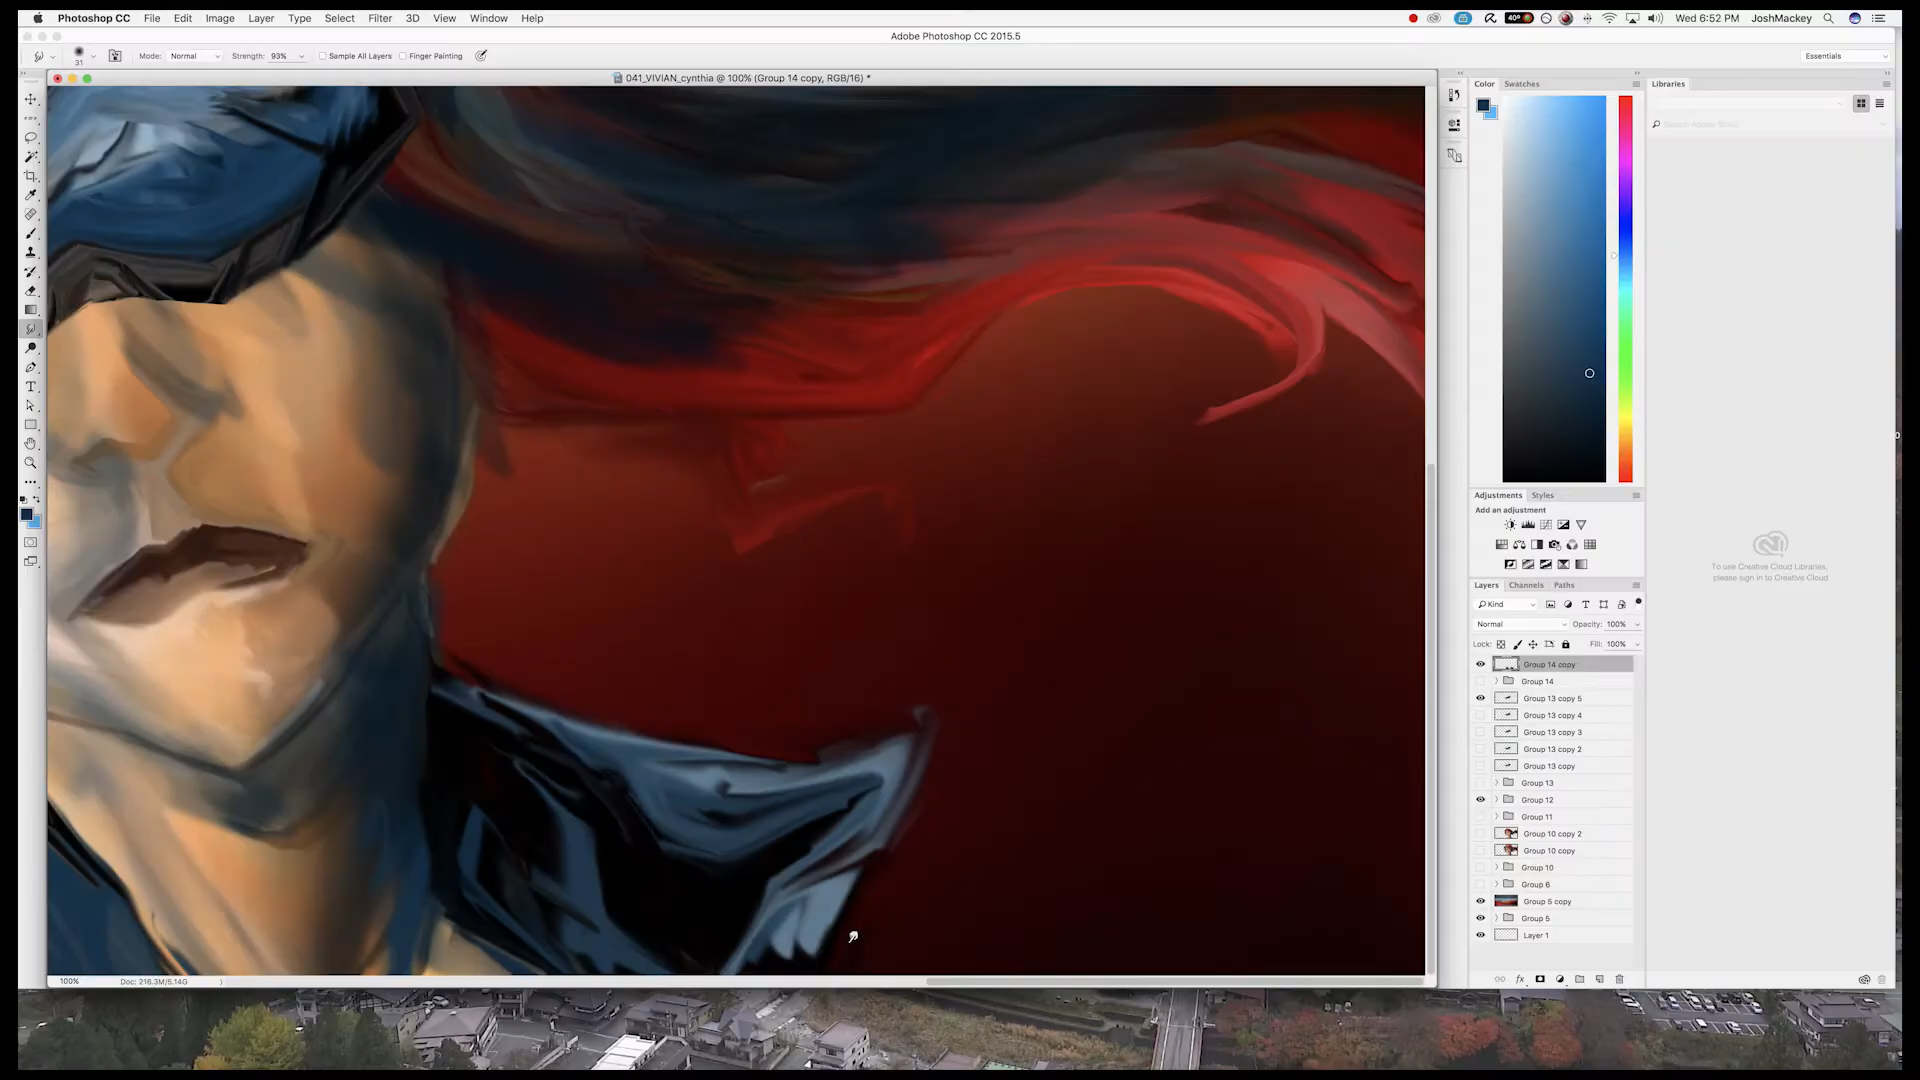 Photoshop CC File Edit Image Layer Type Select Filter 3D View Window Help 40° Wed 6:52 PM JoshMackey
Adobe Photoshop CC 2015.5
31 Mode: Normal Strength: 93% Sample All Layers Finger Painting Essentials
041_VIVIAN_cynthia @ 100% (Group 14 copy, RGB/16) *
Color Swatches Libraries
Search Adobe Stock
Adjustments Styles
Add an adjustment
To use Creative Cloud Libraries,
please sign in to Creative Cloud
Layers Channels Paths
Kind
Normal Opacity: 100%
Lock: Fill: 100%
Group 14 copy
Group 14
Group 13 copy 5
Group 13 copy 4
Group 13 copy 3
Group 13 copy 2
Group 13 copy
Group 13
Group 12
Group 11
Group 10 copy 2
Group 10 copy
Group 10
Group 6
Group 5 copy
Group 5
Layer 1
100% Doc: 216.3M/5.14G
fx